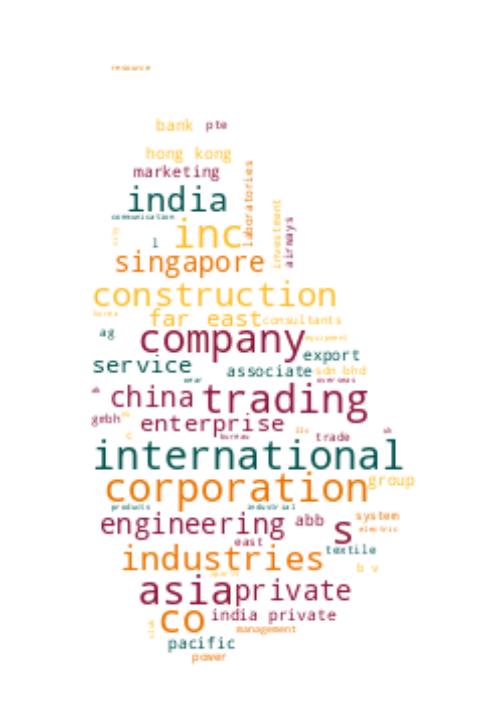 resource
bank pte
hong kong
marketing
laboratories
india
investment
communication
airways
inc
l
singapore
construction
far east consultants
ag
company
equipment
export
service
associate sdn bhd
overseas
china trading
gmbh
enterprise
bureau
trade
c
international
corporation group
products industrial
engineering abb s system
electric
east
textile
industries
b v
asia private
co india private
management
pacific
power